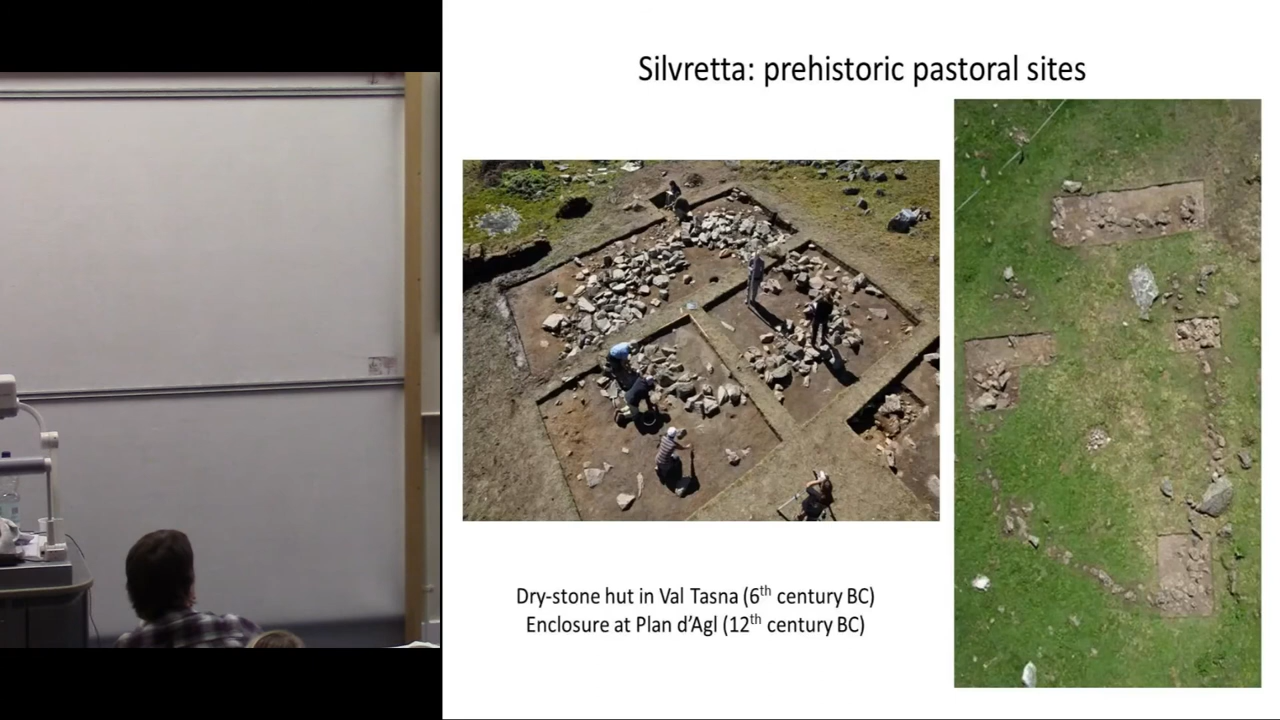 Silvretta: prehistoric pastoral sites
Dry-stone hut in Val Tasna (6th century BC)
Enclosure at Plan d’Agl (12th century BC)